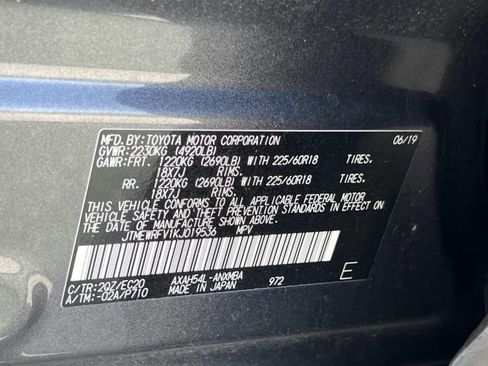 MFD.BY:TOYOTA MOTOR CORPORATION 06/19
GVWR:2230KG (4920LB)
GAWR:FRT. 1220KG (2690LB) WITH 225/60R18 TIRES.
18X7J RIMS.
RR. 1220KG (2690LB) WITH 225/60R18 TIRES.
18X7J RIMS.
THIS VEHICLE CONFORMS TO ALL APPLICABLE FEDERAL MOTOR
VEHICLE SAFETY AND BUMPER STANDARDS IN EFFECT ON
THE DATE OF MANUFACTURE SHOWN ABOVE.
JTMEWRFV1KJ019536 MPV
C/TR:2QZ/EC20 AXAH54L-ANXMBA
A/TM:-02A/P710 MADE IN JAPAN 972 E